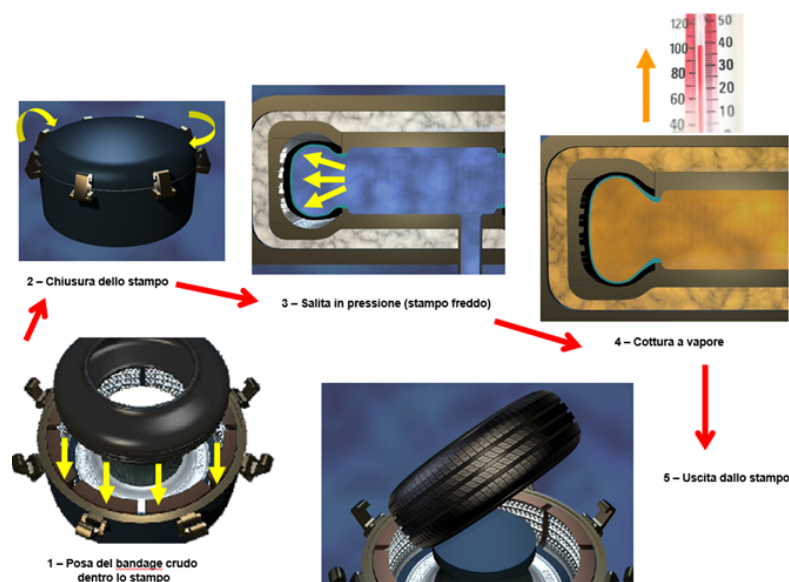 120
100
80
60
40
50
40
30
20
10
0
2 – Chiusura dello stampo
3 – Salita in pressione (stampo freddo)
4 – Cottura a vapore
5 – Uscita dallo stampo
1 – Posa del bandage crudo
dentro lo stampo